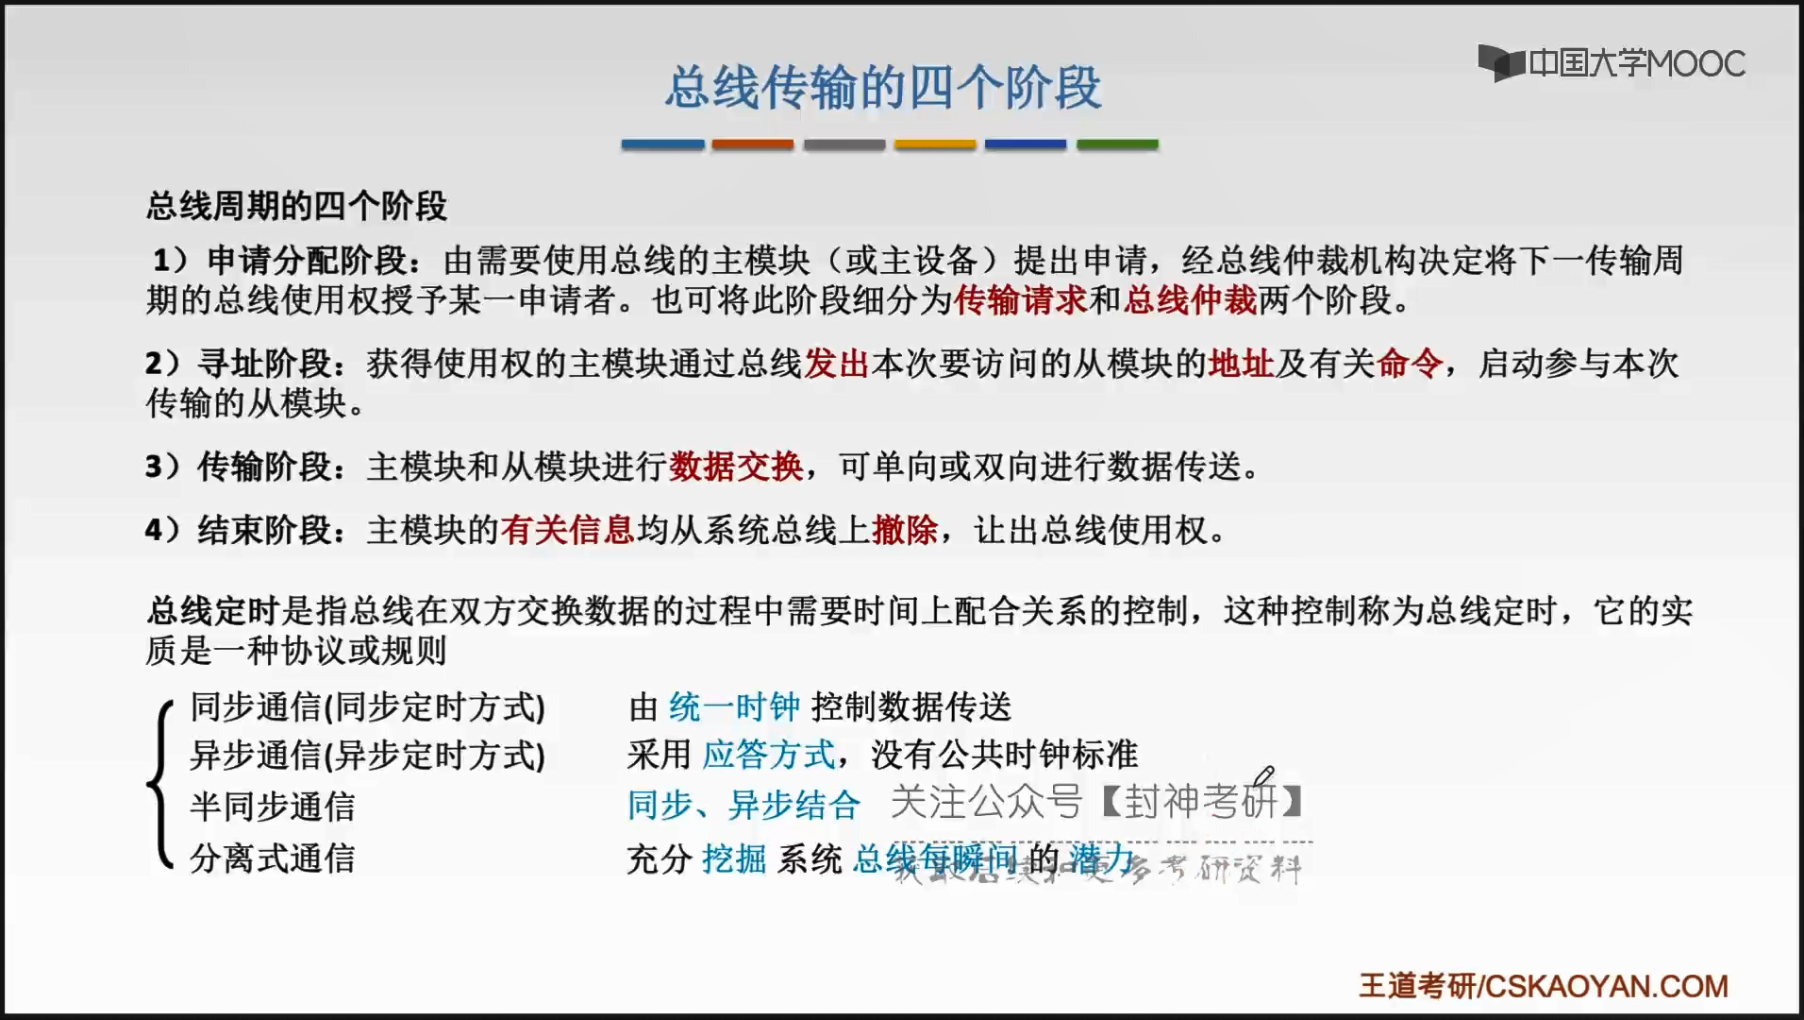 中国大学MOOC
总线传输的四个阶段
总线周期的四个阶段
1）申请分配阶段：由需要使用总线的主模块（或主设备）提出申请，经总线仲裁机构决定将下一传输周
期的总线使用权授予某一申请者。也可将此阶段细分为传输请求和总线仲裁两个阶段。
2）寻址阶段：获得使用权的主模块通过总线发出本次要访问的从模块的地址及有关命令，启动参与本次
传输的从模块。
3）传输阶段：主模块和从模块进行数据交换，可单向或双向进行数据传送。
4）结束阶段：主模块的有关信息均从系统总线上撤除，让出总线使用权。
总线定时是指总线在双方交换数据的过程中需要时间上配合关系的控制，这种控制称为总线定时，它的实
质是一种协议或规则
同步通信(同步定时方式) 由 统一时钟 控制数据传送
异步通信(异步定时方式) 采用 应答方式，没有公共时钟标准
半同步通信 同步、异步结合
关注公众号【封神考研】
分离式通信 充分 挖掘 系统 总线每瞬间 的 潜力
获取后续和更多考研资料
王道考研/CSKAOYAN.COM